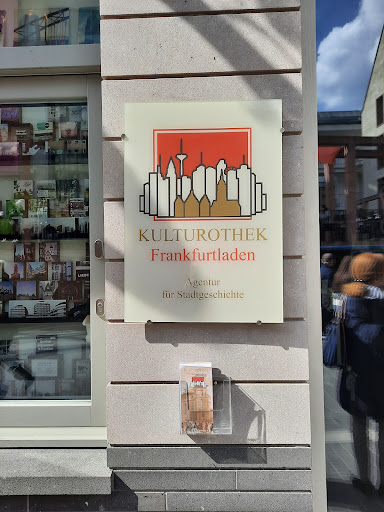 KULTUROTHEK
Frankfurtladen
Agentur
für Stadtgeschichte